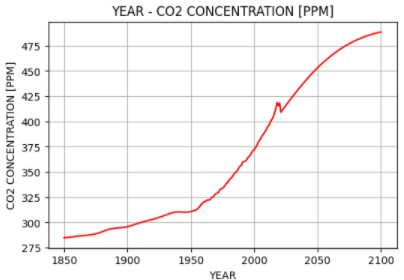 YEAR - CO2 CONCENTRATION [PPM]
CO2 CONCENTRATION [PPM]
475
450
425
400
375
350
325
300
275
1850 1900 1950 2000 2050 2100
YEAR